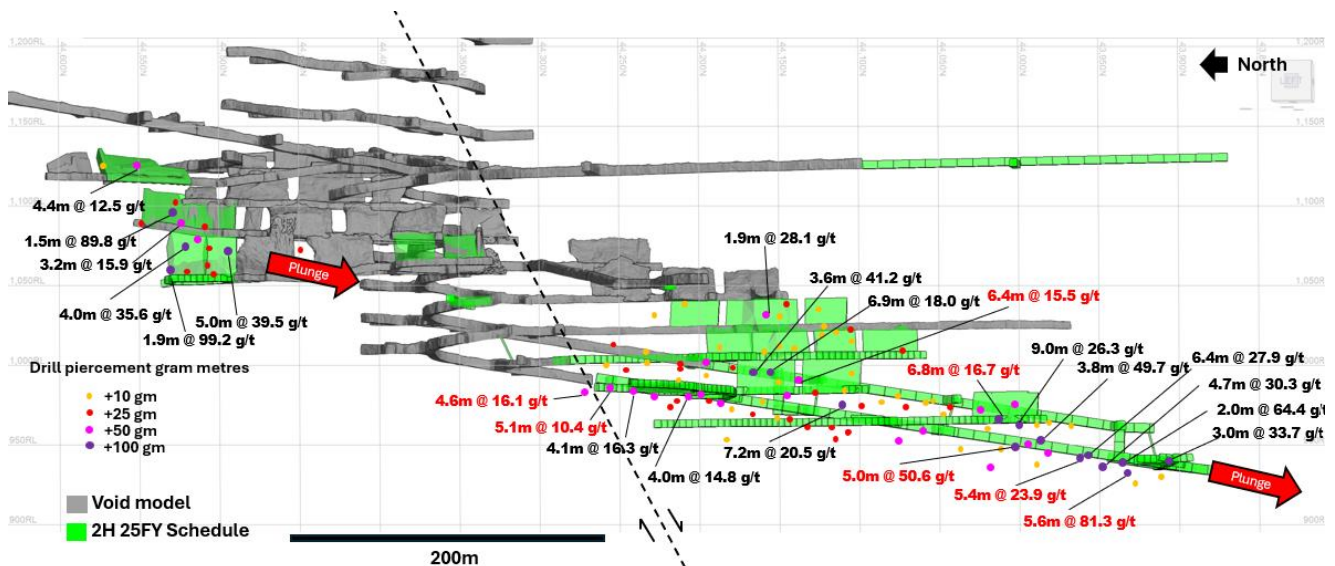 1,200RL
44,600N
44,550N
44,400N
44,350N
44,250N
44,200N
44,150N
44,100N
44,050N
44,000N
43,950N
43,900N
1,200RL
North
LEFT
1,150RL
1,150RL
1,100RL
1,100RL
4.4m @ 12.5 g/t
1.5m @ 89.8 g/t
3.2m @ 15.9 g/t
4.0m @ 35.6 g/t
5.0m @ 39.5 g/t
1.9m @ 99.2 g/t
Plunge
1.9m @ 28.1 g/t
3.6m @ 41.2 g/t
6.9m @ 18.0 g/t
6.4m @ 15.5 g/t
1,050RL
1,000RL
9.0m @ 26.3 g/t
6.4m @ 27.9 g/t
6.8m @ 16.7 g/t
3.8m @ 49.7 g/t
4.7m @ 30.3 g/t
2.0m @ 64.4 g/t
3.0m @ 33.7 g/t
Drill piercement gram metres
+10 gm
+25 gm
+50 gm
+100 gm
4.6m @ 16.1 g/t
5.1m @ 10.4 g/t
4.1m @ 16.3 g/t
4.0m @ 14.8 g/t
7.2m @ 20.5 g/t
5.0m @ 50.6 g/t
5.4m @ 23.9 g/t
5.6m @ 81.3 g/t
Plunge
950RL
900RL
900RL
Void model
2H 25FY Schedule
200m